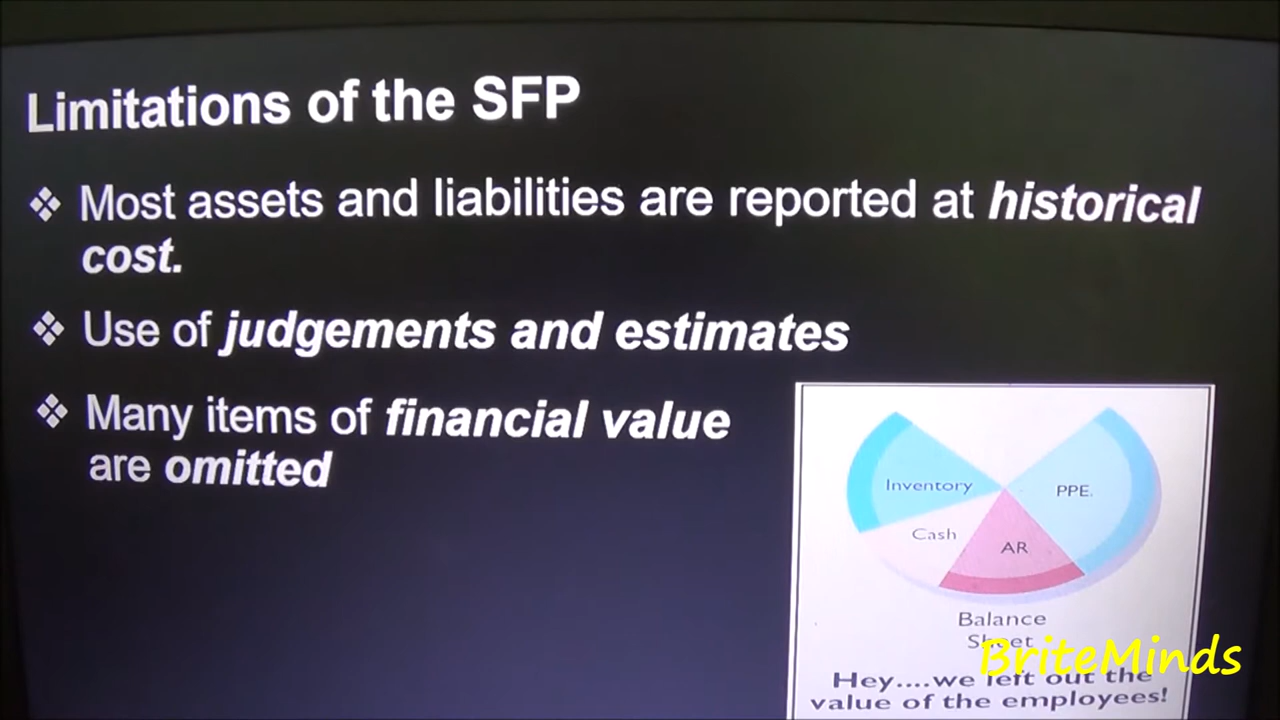 Limitations of the SFP
❖ Most assets and liabilities are reported at historical
cost.
❖ Use of judgements and estimates
❖ Many items of financial value
are omitted
Inventory
PPE.
Cash
AR
Balance
Sheet
BriteMinds
Hey....we left out the
value of the employees!